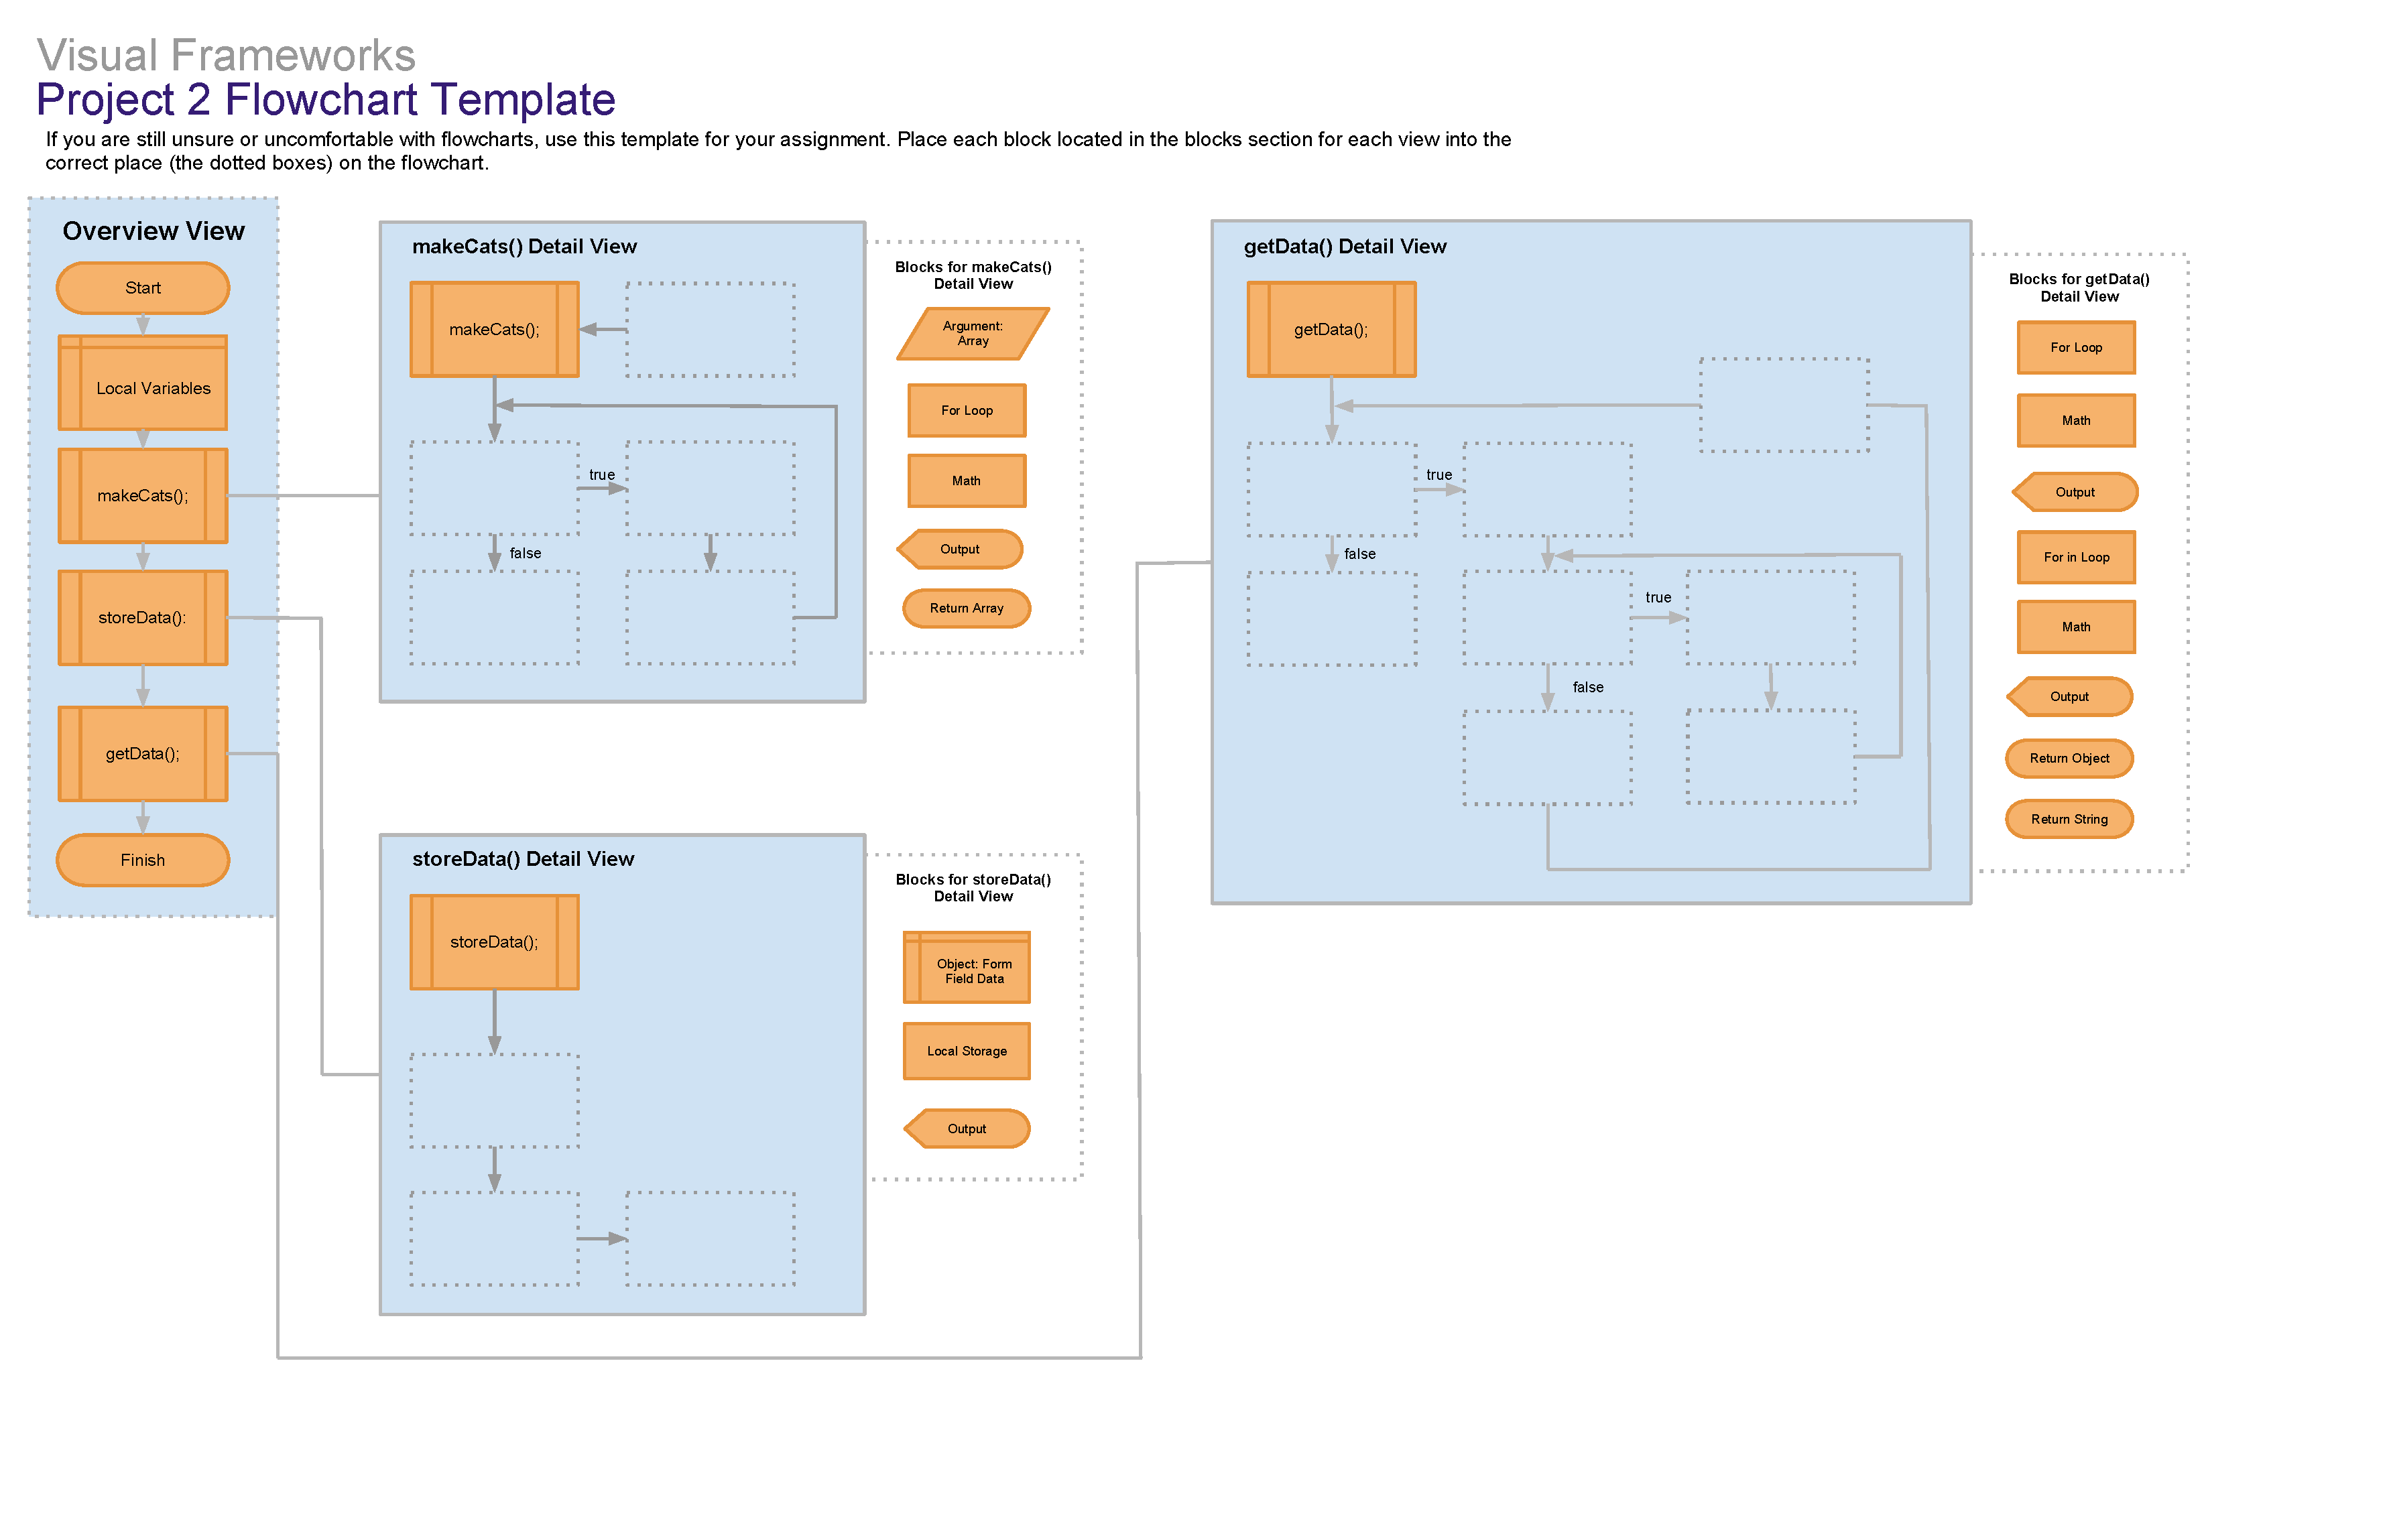 Visual Frameworks
Project 2 Flowchart Template
If you are still unsure or uncomfortable with flowcharts, use this template for your assignment. Place each block located in the blocks section for each view into the
correct place (the dotted boxes) on the flowchart.
Overview View
Start
Local Variables
makeCats();
storeData():
getData();
Finish
makeCats() Detail View
makeCats();
true
false
Blocks for makeCats()
Detail View
Argument:
Array
For Loop
Math
Output
Return Array
storeData() Detail View
storeData();
Blocks for storeData()
Detail View
Object: Form
Field Data
Local Storage
Output
getData() Detail View
getData();
true
false
true
false
Blocks for getData()
Detail View
For Loop
Math
Output
For in Loop
Math
Output
Return Object
Return String